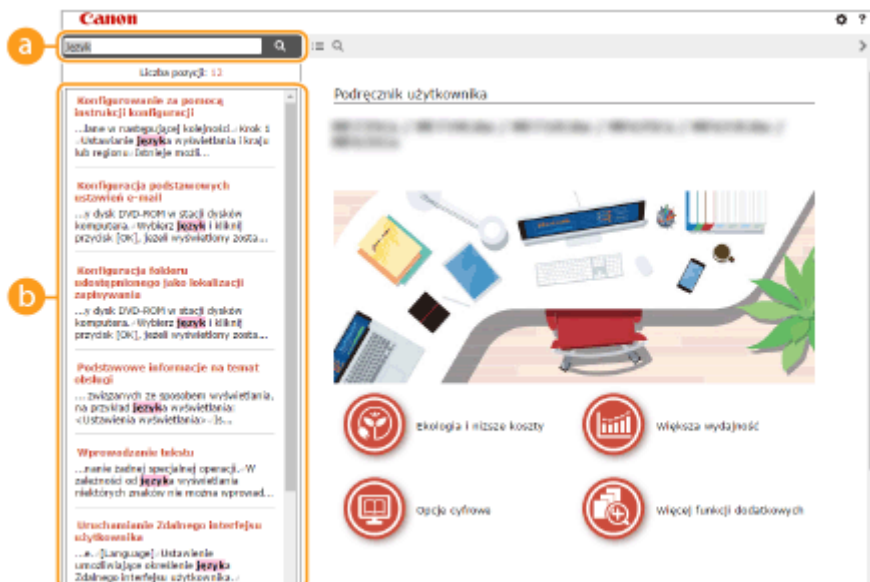 Canon
?
a
język
Liczba pozycji: 12
b
Konfigurowanie za pomocą
instrukcji konfiguracji
...lane w następującej kolejności.
Krok 1
Ustawianie języka wyświetlania i kraju
lub regionu
Istnieje możli...
Konfiguracja podstawowych
ustawień e-mail
...y dysk DVD-ROM w stacji dysków
komputera.
Wybierz język i kliknij
przycisk [OK], jeżeli wyświetlony zosta...
Konfiguracja folderu
udostępnionego jako lokalizacji
zapisywania
...y dysk DVD-ROM w stacji dysków
komputera.
Wybierz język i kliknij
przycisk [OK], jeżeli wyświetlony zosta...
Podstawowe informacje na temat
obsługi
... związanych ze sposobem wyświetlania,
na przykład języka wyświetlania:
<Ustawienia wyświetlania>
Wprowadzanie tekstu
...nanie żadnej specjalnej operacji.
W
zależności od języka wyświetlania
niektórych znaków nie można wprowad...
Uruchamianie Zdalnego interfejsu
użytkownika
...e.
[Language]
Ustawienie
umożliwiające określenie języka
Zdalnego interfejsu użytkownika.
Podręcznik użytkownika
Ekologia i niższe koszty
Większa wydajność
Opcje cyfrowe
Więcej funkcji dodatkowych